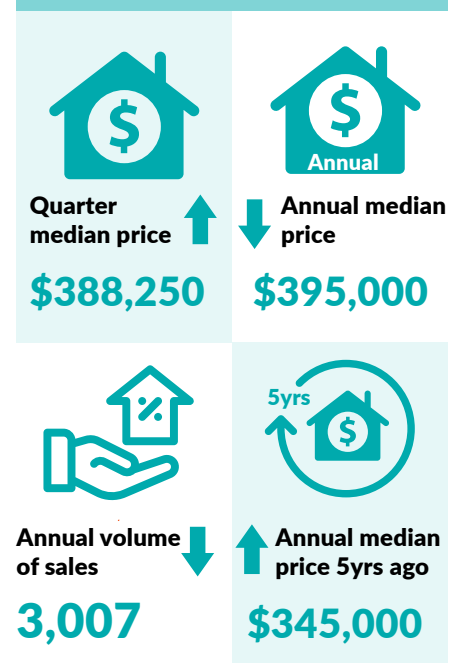 $
Quarter
median price
$388,250
$
Annual
Annual median
price
$395,000
%
Annual volume
of sales
3,007
5yrs
$
Annual median
price 5yrs ago
$345,000